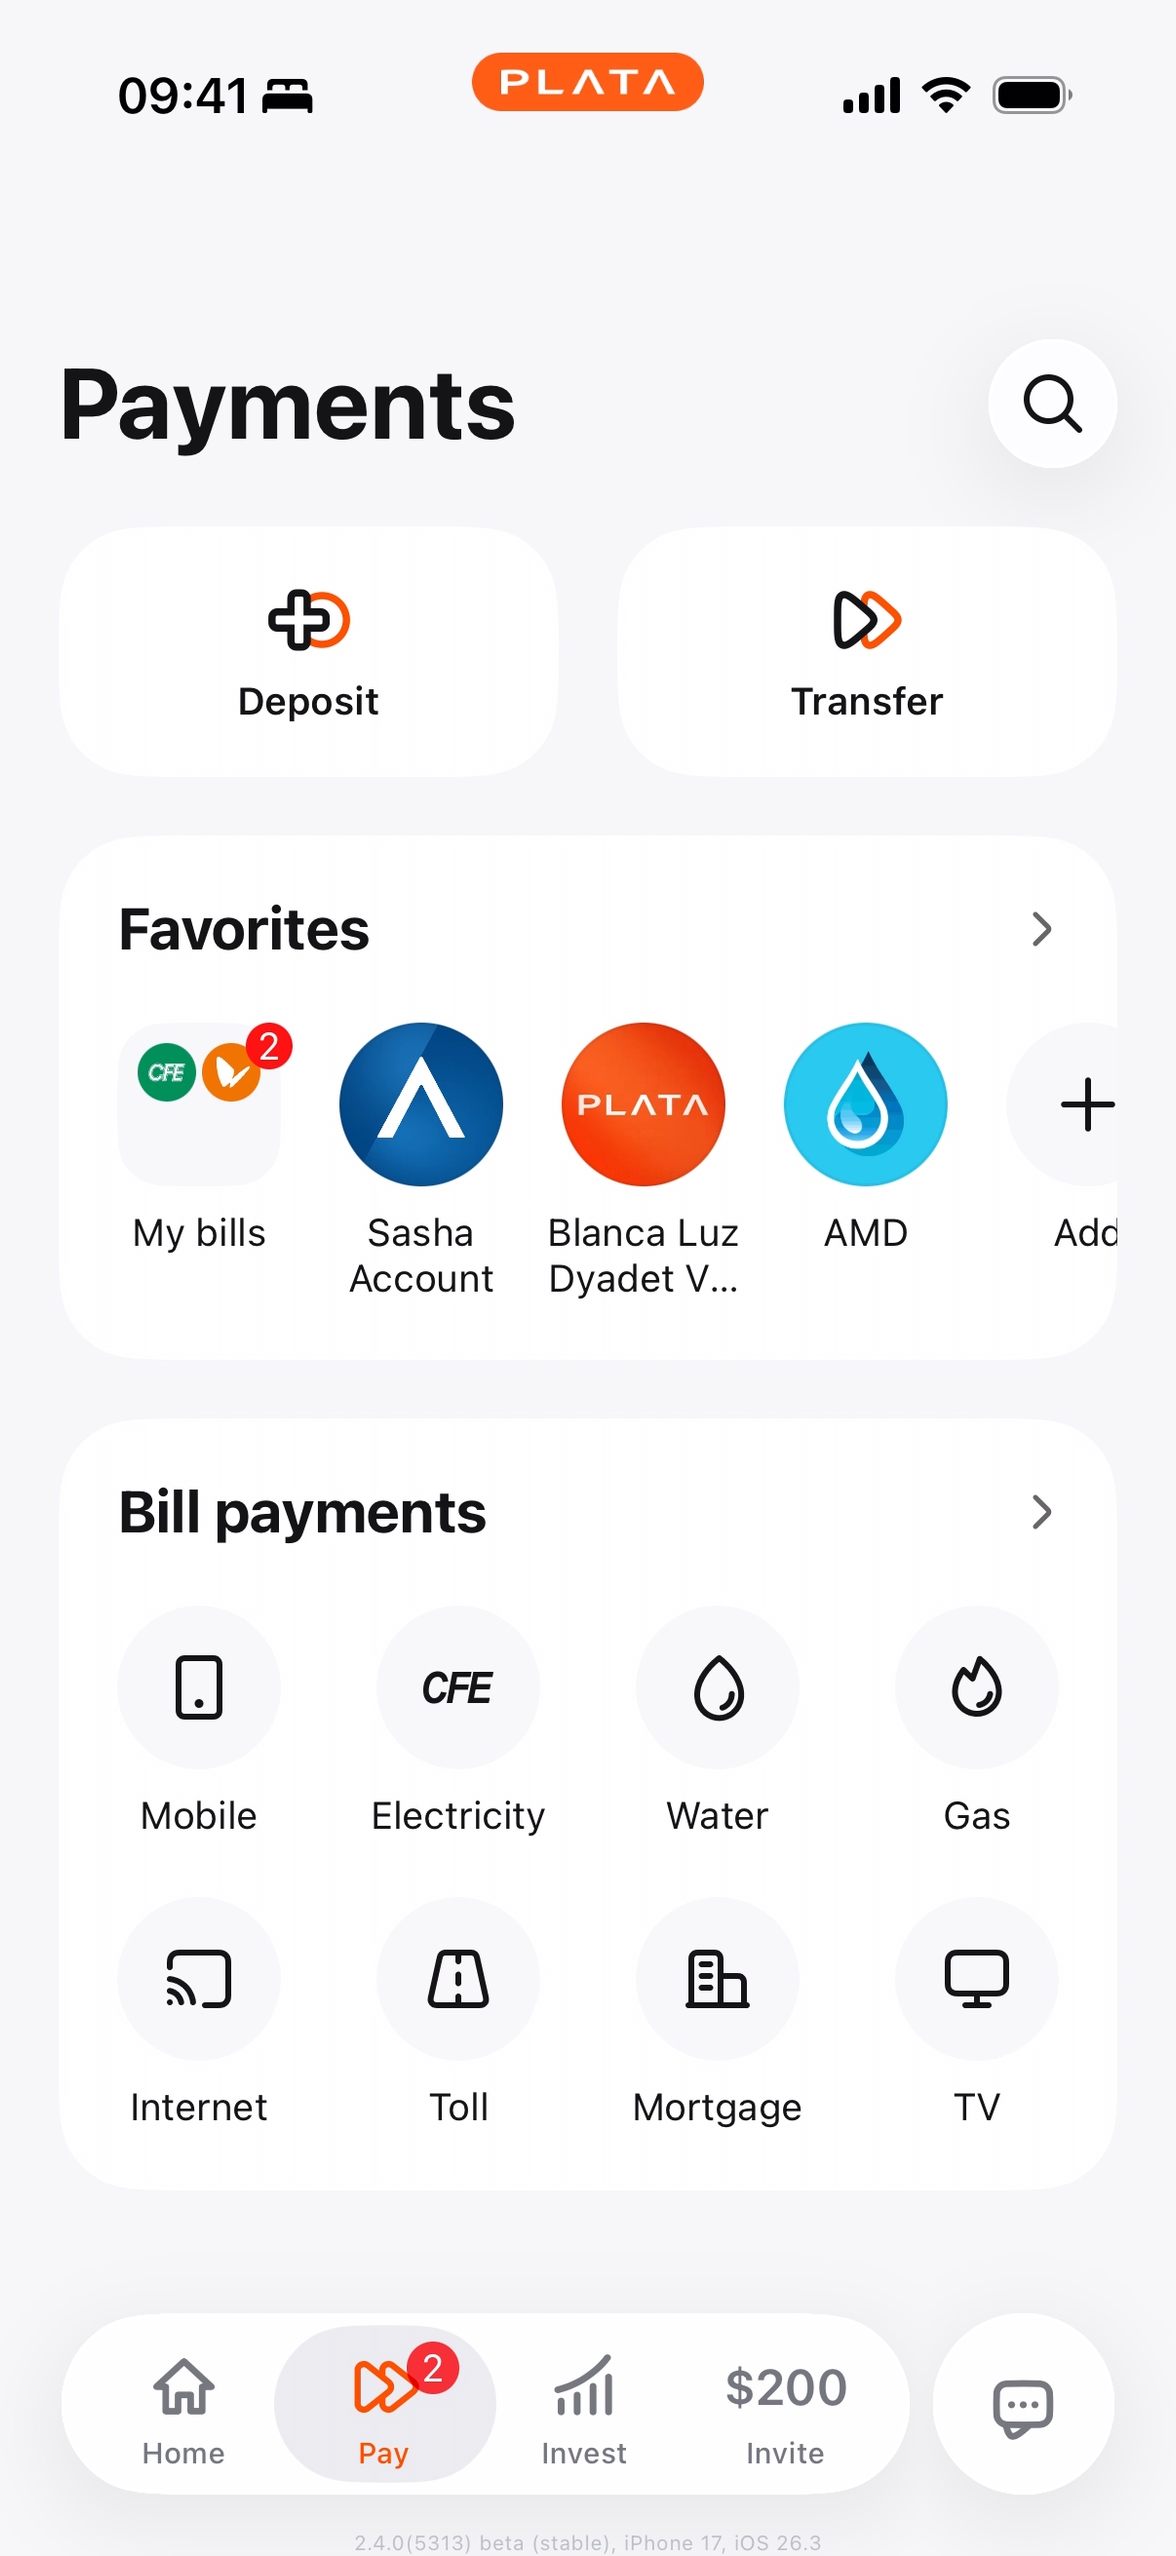 09:41
PLATA
Payments
Deposit
Transfer
Favorites
CFE
2
PLATA
My bills
Sasha
Account
Blanca Luz
Dyadet V...
AMD
Add
Bill payments
CFE
Mobile
Electricity
Water
Gas
Internet
Toll
Mortgage
TV
2
$200
Home
Pay
Invest
Invite
2.4.0(5313) beta (stable), iPhone 17, iOS 26.3